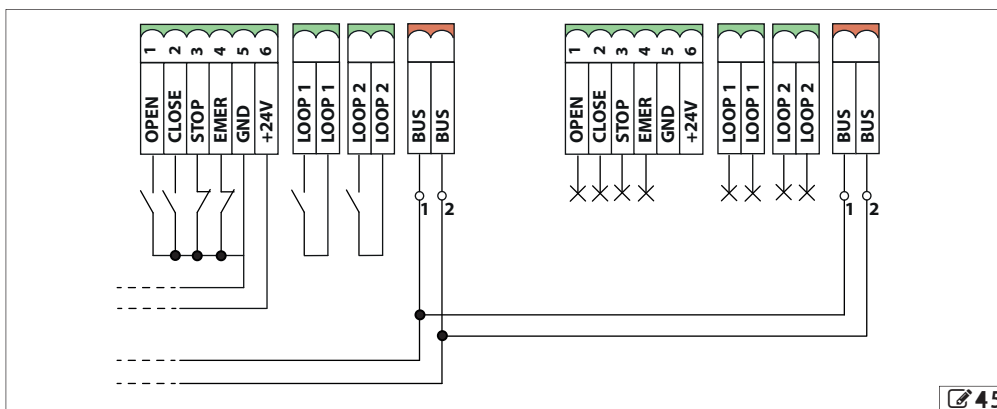 1 2 3 4 5 6
OPEN CLOSE STOP EMER GND +24V
LOOP 1 LOOP 1
LOOP 2 LOOP 2
BUS BUS
1 2
1 2 3 4 5 6
OPEN CLOSE STOP EMER GND +24V
LOOP 1 LOOP 1
LOOP 2 LOOP 2
BUS BUS
1 2
45